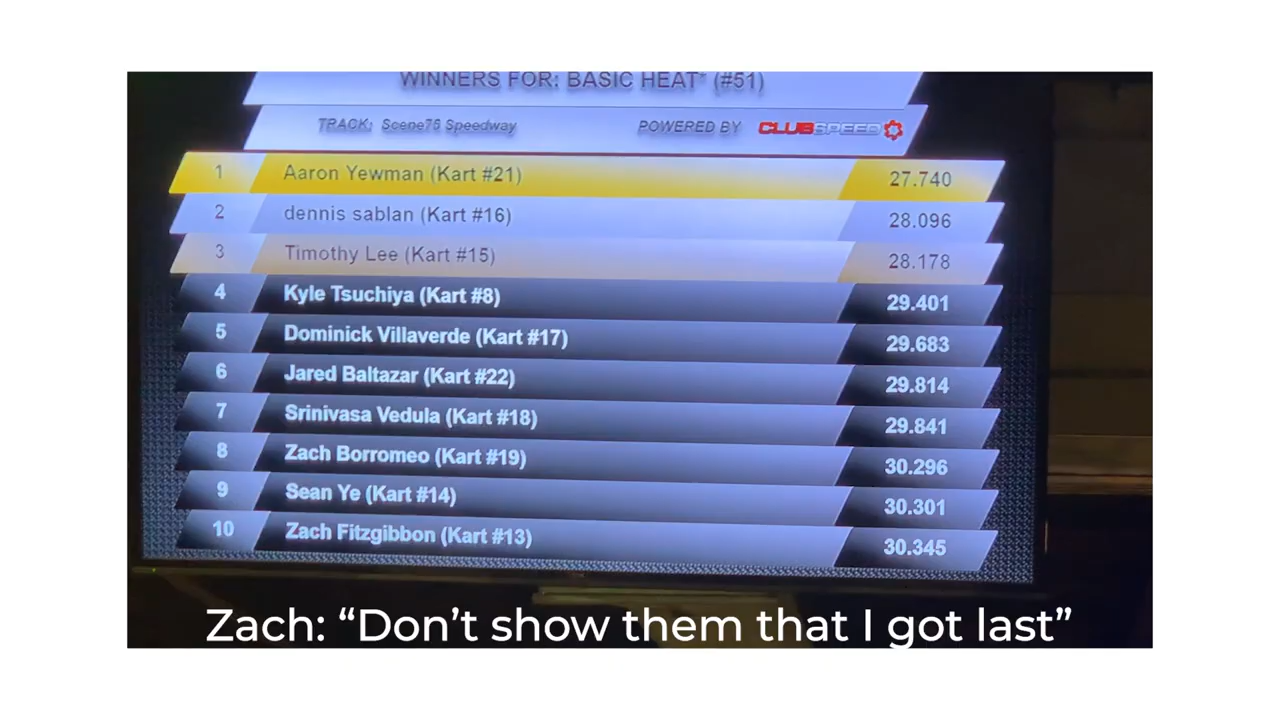 WINNERS FOR: BASIC HEAT* (#51)
TRACK: Scene75 Speedway POWERED BY CLUBSPEED
1 Aaron Yewman (Kart #21) 27.740
2 dennis sablan (Kart #16) 28.096
3 Timothy Lee (Kart #15) 28.178
4 Kyle Tsuchiya (Kart #8) 29.401
5 Dominick Villaverde (Kart #17) 29.683
6 Jared Baltazar (Kart #22) 29.814
7 Srinivasa Vedula (Kart #18) 29.841
8 Zach Borromeo (Kart #19) 30.296
9 Sean Ye (Kart #14) 30.301
10 Zach Fitzgibbon (Kart #13) 30.345
Zach: “Don’t show them that I got last”